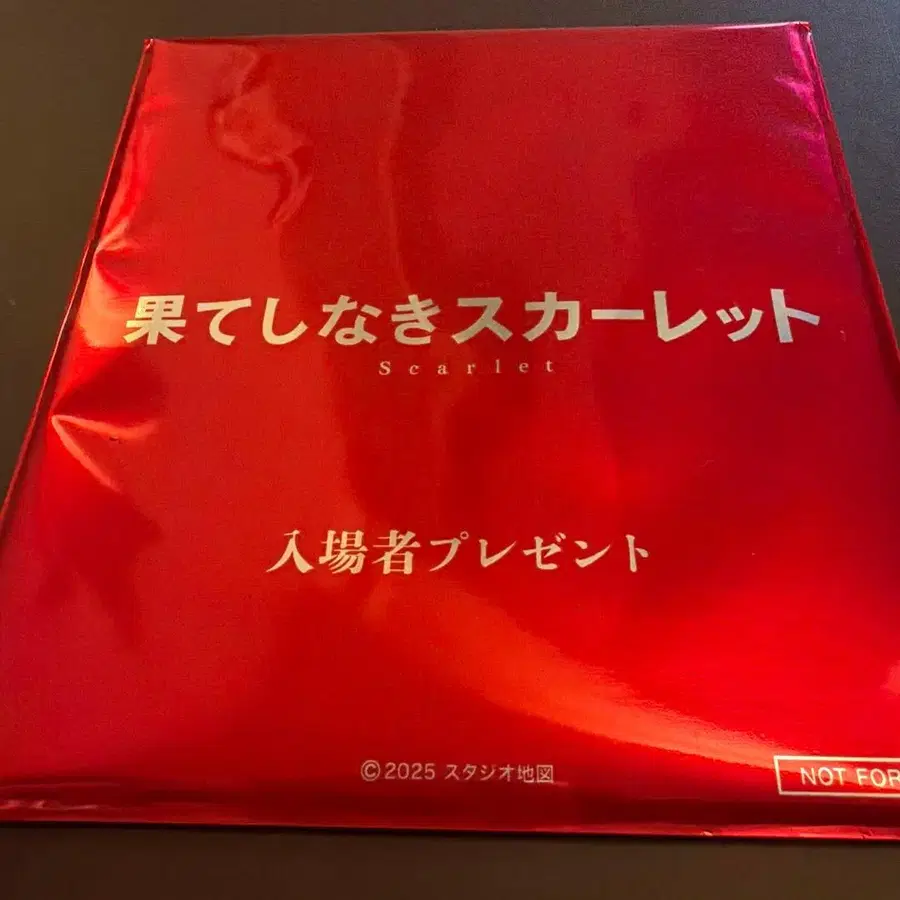 果てしなきスカーレット
Scarlet
入場者プレゼント
©2025 スタジオ地図
NOT FOR